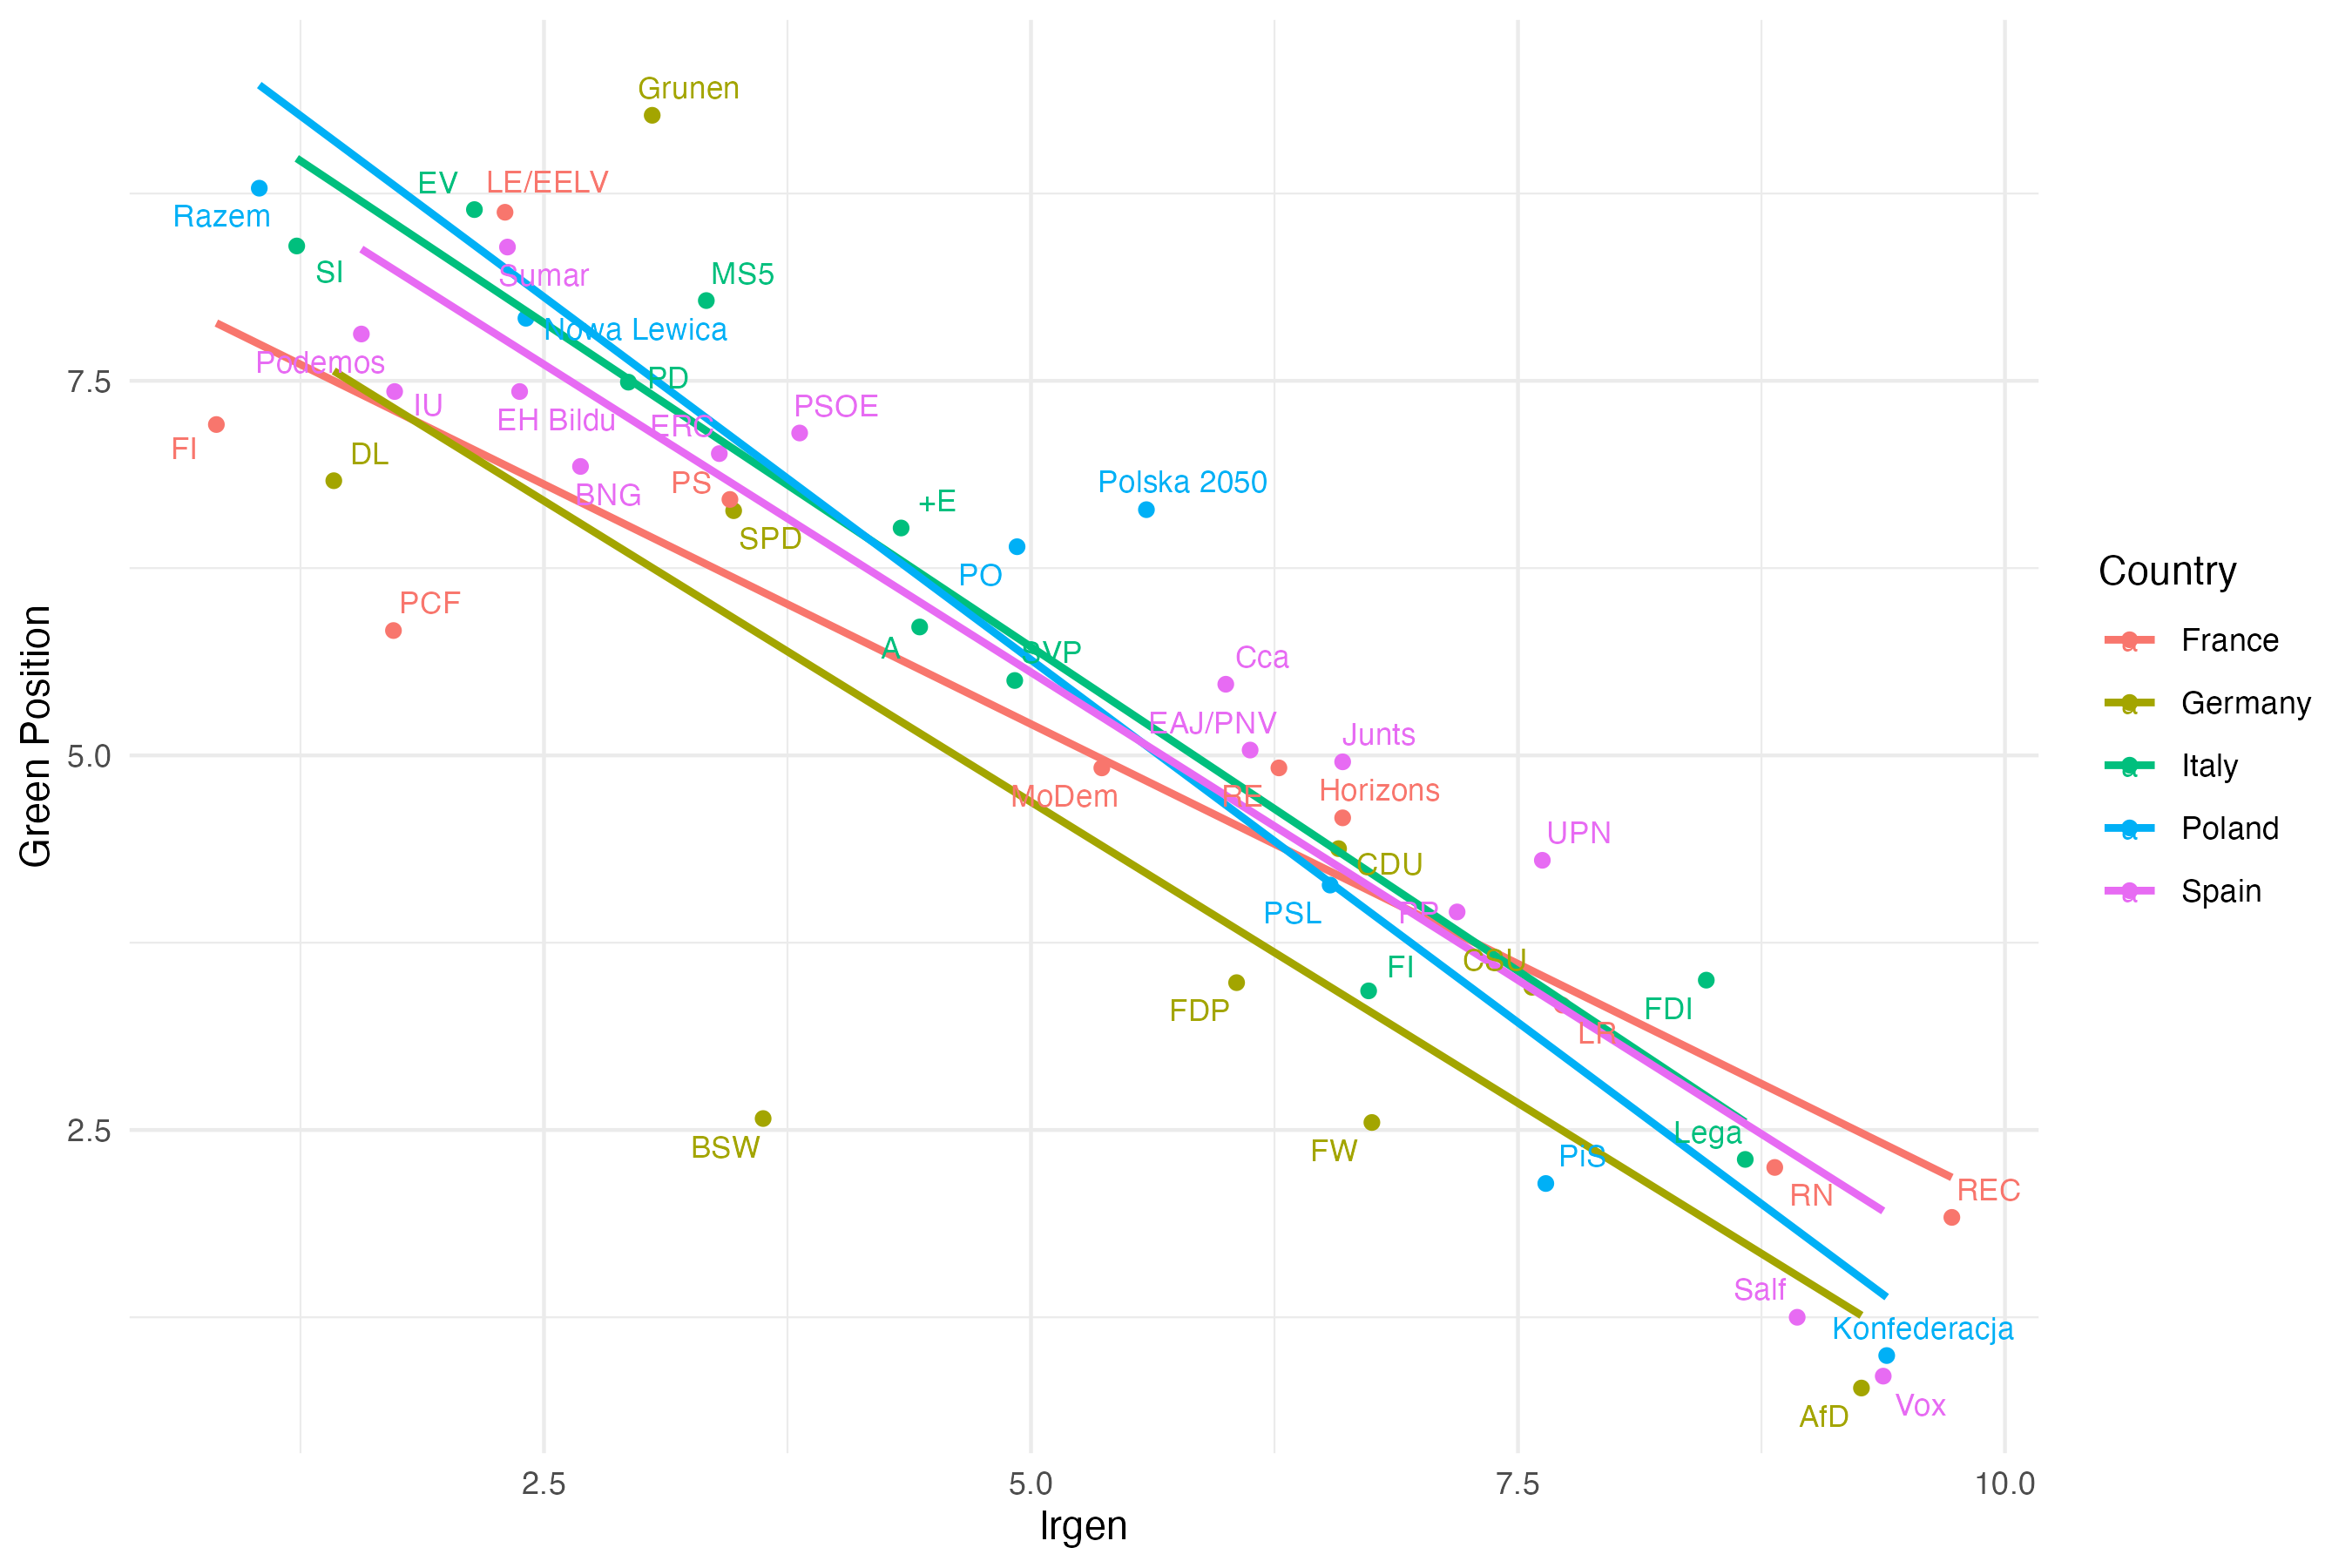 Grunen
EV
LE/EELV
Razem
SI
Sumar
MS5
Nowa Lewica
Podemos
PD
7.5
IU
EH Bildu
ERC
PSOE
FI
DL
PS
BNG
Polska 2050
+E
SPD
PO
PCF
A
SVP
Cca
Country
EAJ/PNV
Junts
France
5.0
MoDem
RE
Horizons
Germany
UPN
Italy
CDU
Poland
PSL
PP
Spain
CSU
FI
FDP
FDI
LR
Green Position
2.5
BSW
FW
PiS
Lega
RN
REC
Salf
Konfederacja
AfD
Vox
2.5
5.0
7.5
10.0
lrgen